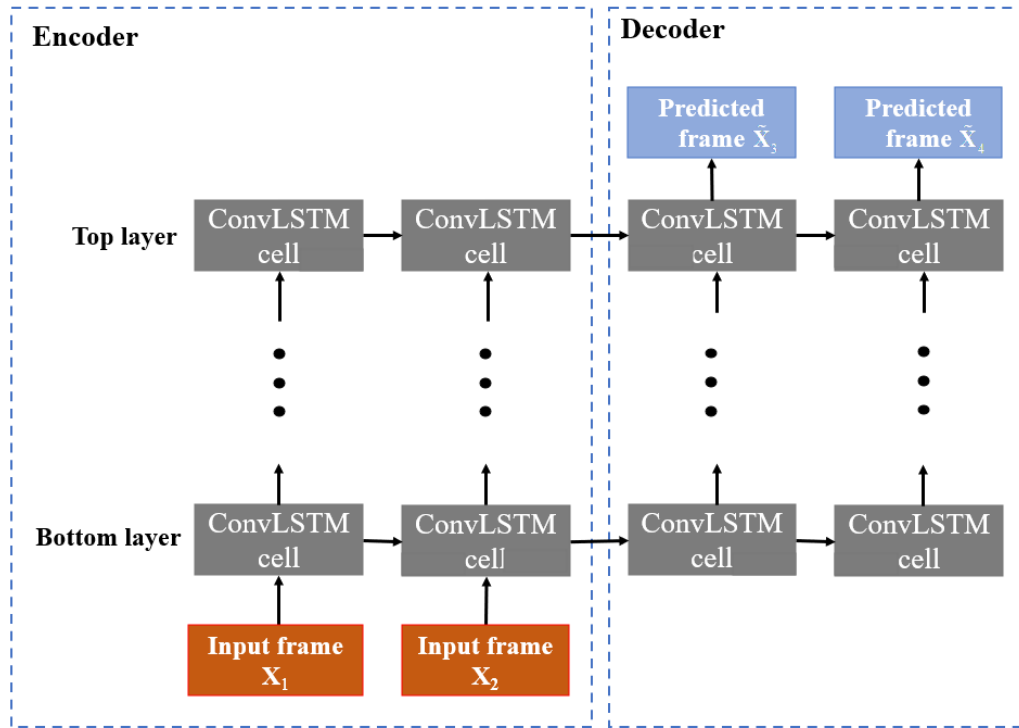 Encoder
Decoder
Predicted
frame X̃₃
Predicted
frame X̃₄
Top layer
ConvLSTM
cell
ConvLSTM
cell
ConvLSTM
cell
ConvLSTM
cell
Bottom layer
ConvLSTM
cell
ConvLSTM
cell
ConvLSTM
cell
ConvLSTM
cell
Input frame
X₁
Input frame
X₂